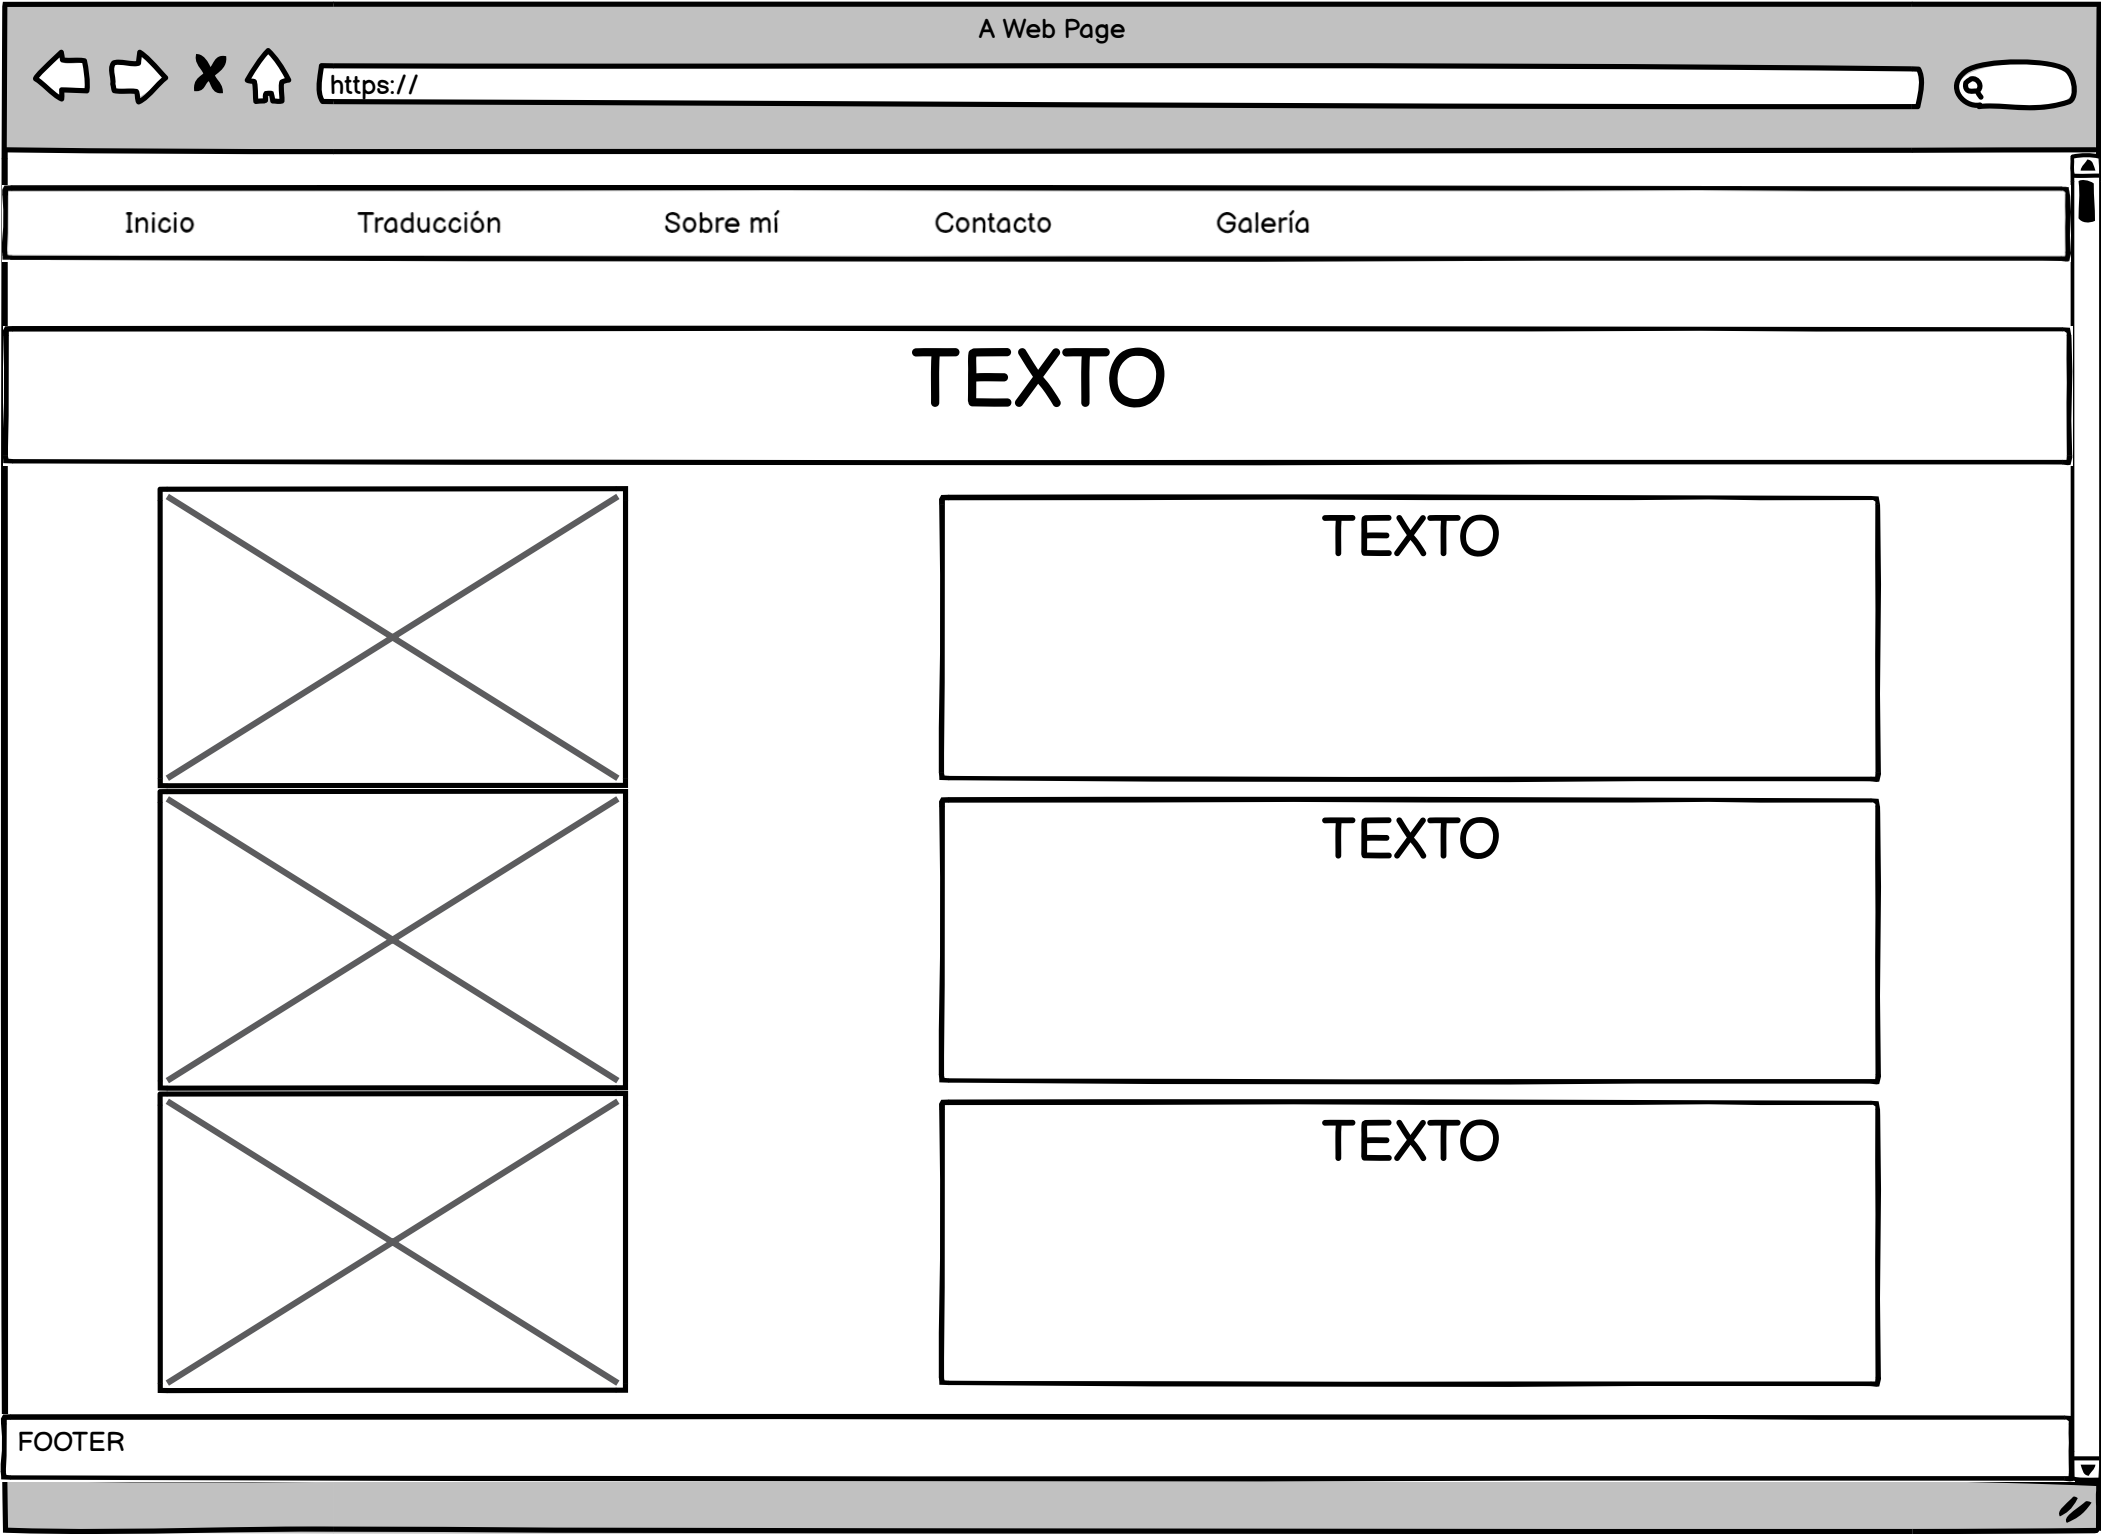 A Web Page
https://
Inicio Traducción Sobre mí Contacto Galería
TEXTO
TEXTO
TEXTO
TEXTO
FOOTER